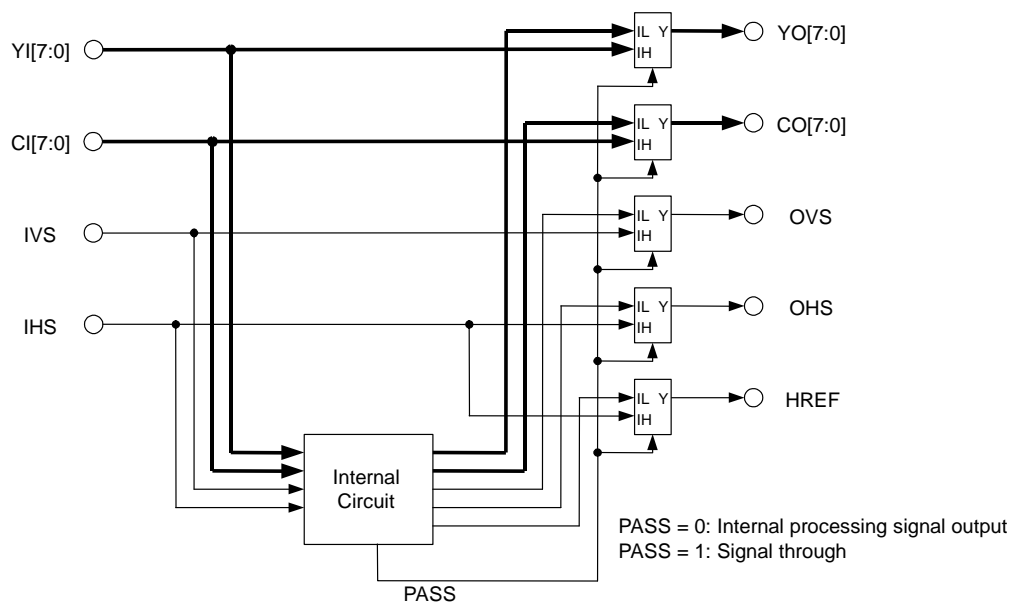 YI[7:0]
IL Y
IH
YO[7:0]
CI[7:0]
IL Y
IH
CO[7:0]
IVS
IL Y
IH
OVS
IHS
IL Y
IH
OHS
IL Y
IH
HREF
Internal
Circuit
PASS = 0: Internal processing signal output
PASS = 1: Signal through
PASS